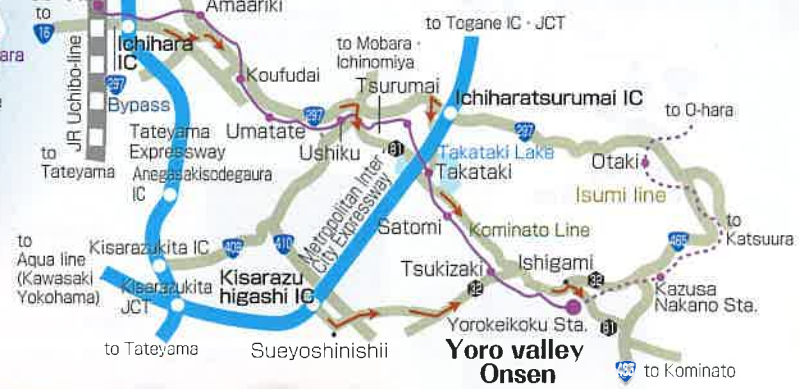 Amaariki
to
16
ara
JR Uchibo-line
Ichihara
IC
297
Bypass
to
Tateyama
Tateyama
Expressway
Anegasakisodegaura
IC
Koufudai
Umatate
297
Ushiku
to Mobara ·
Ichinomiya
Tsurumai
81
to Togane IC · JCT
Ichiharatsurumai IC
297
to O-hara
Otaki
Isumi line
Takataki Lake
Takataki
Metropolitan Inter
City Expressway
Satomi
Kominato Line
to
Katsuura
465
to
Aqua line
(Kawasaki
Yokohama)
Kisarazukita IC
409
410
Kisarazukita
JCT
Kisarazu
higashi IC
Tsukizaki
32
Ishigami
32
Kazusa
Nakano Sta.
Yorokeikoku Sta.
81
to Tateyama
Sueyoshinishii
Yoro valley
Onsen
465
to Kominato